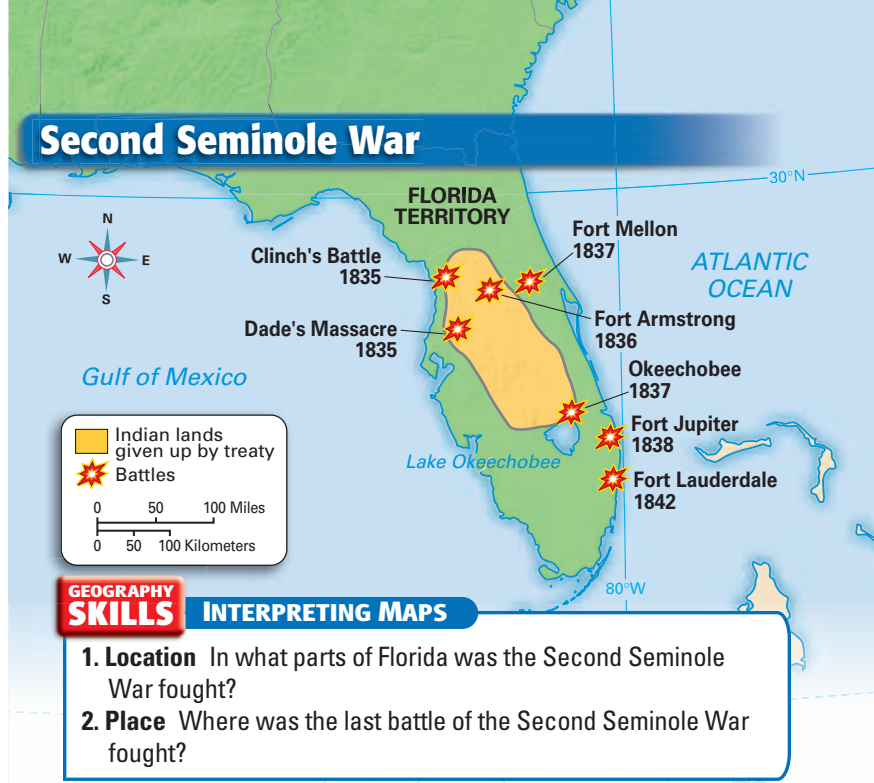 Second Seminole War
30°N
FLORIDA
TERRITORY
N
W
E
S
Clinch's Battle
1835
Fort Mellon
1837
ATLANTIC
OCEAN
Dade's Massacre
1835
Fort Armstrong
1836
Gulf of Mexico
Okeechobee
1837
Fort Jupiter
1838
Lake Okeechobee
Fort Lauderdale
1842
Indian lands
given up by treaty
Battles
0 50 100 Miles
0 50 100 Kilometers
80°W
GEOGRAPHY
SKILLS INTERPRETING MAPS
1. Location In what parts of Florida was the Second Seminole
War fought?
2. Place Where was the last battle of the Second Seminole War
fought?